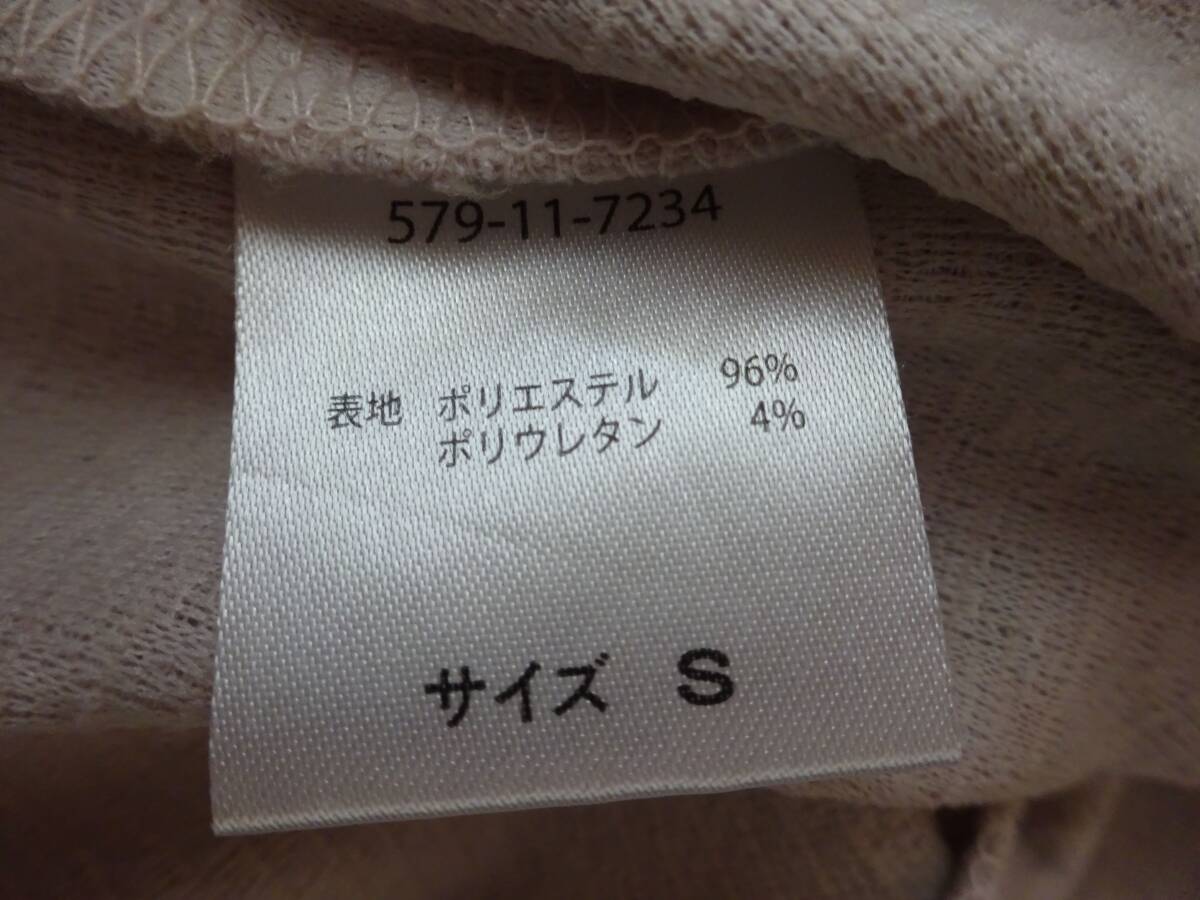 579-11-7234
表地 ポリエステル 96%
ポリウレタン 4%
サイズ S